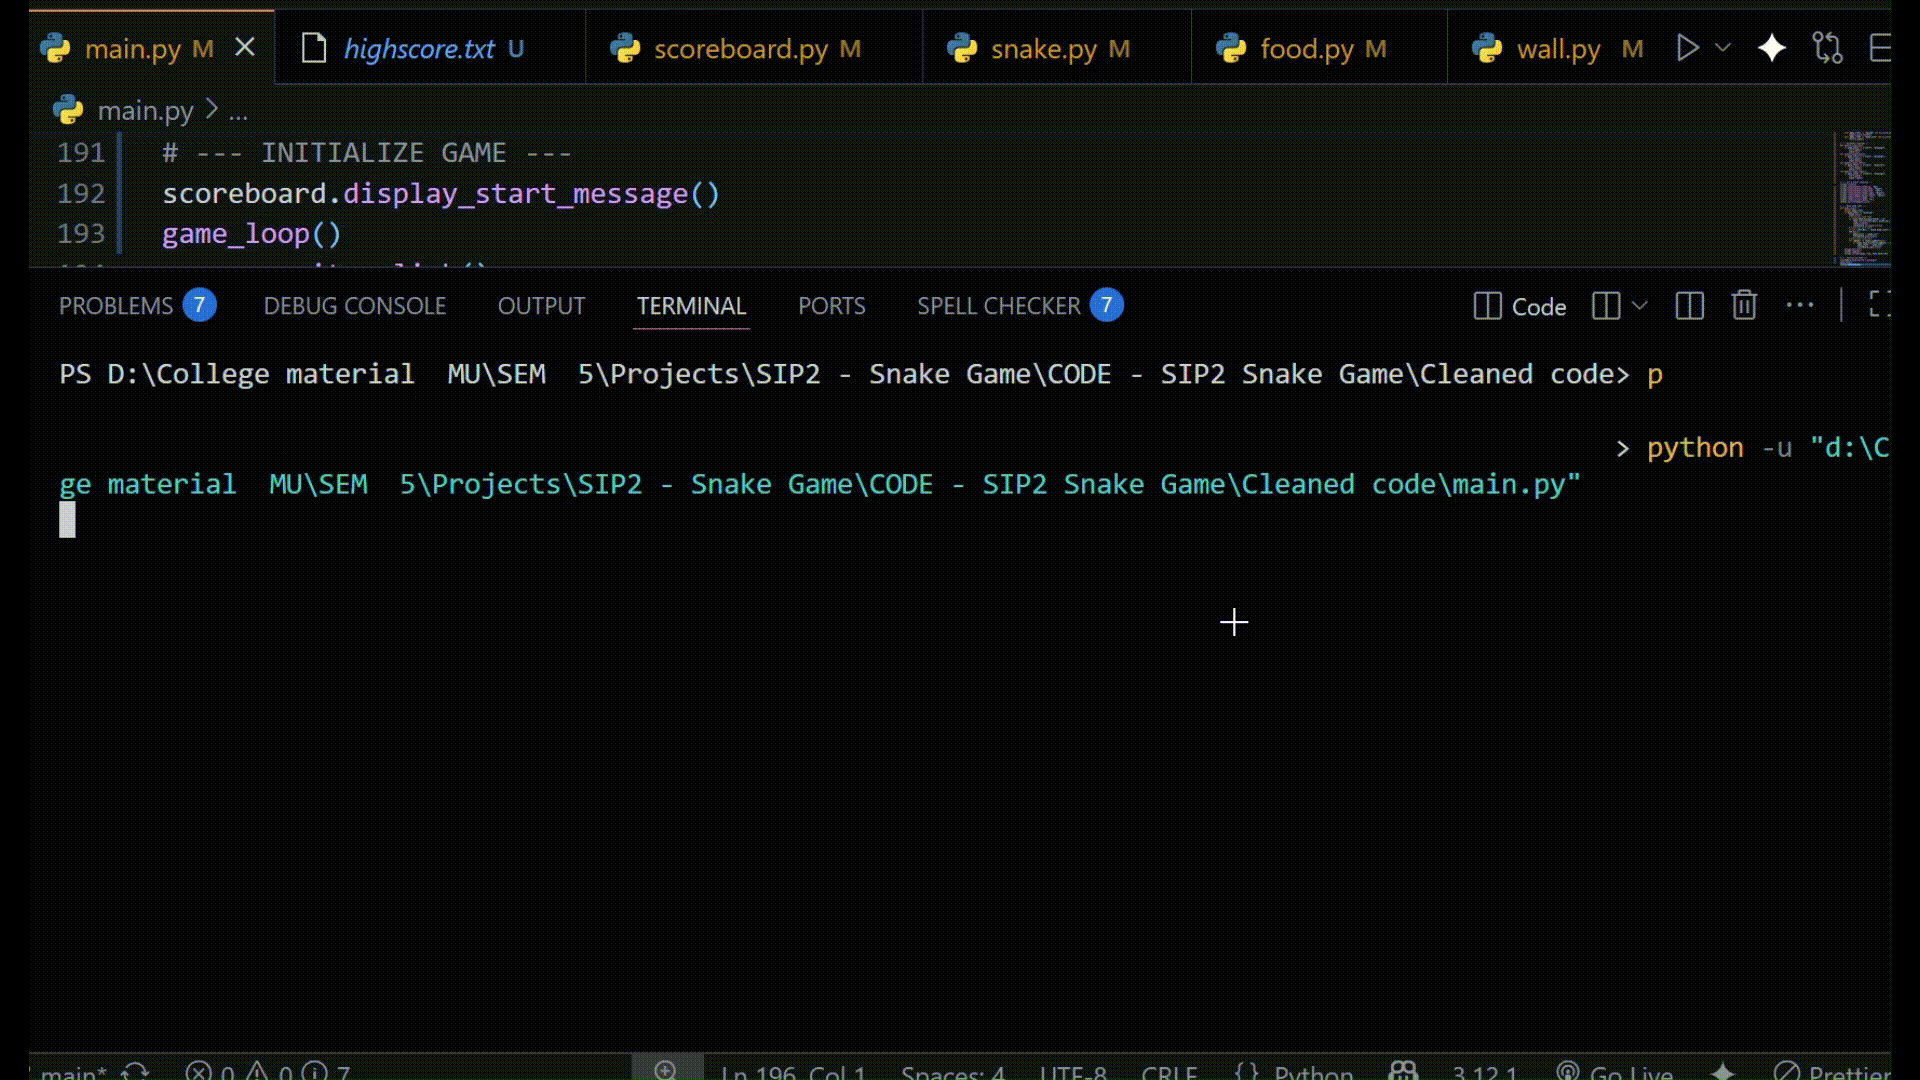 main.py M
highscore.txt U
scoreboard.py M
snake.py M
food.py M
wall.py M
main.py > ...
191 # --- INITIALIZE GAME ---
192 scoreboard.display_start_message()
193 game_loop()
PROBLEMS 7
DEBUG CONSOLE
OUTPUT
TERMINAL
PORTS
SPELL CHECKER 7
Code
PS D:\College material  MU\SEM  5\Projects\SIP2 - Snake Game\CODE - SIP2 Snake Game\Cleaned code> p
> python -u "d:\C
ge material  MU\SEM  5\Projects\SIP2 - Snake Game\CODE - SIP2 Snake Game\Cleaned code\main.py"
main* 0 0 7 Ln 196, Col 1 Spaces: 4 UTF-8 CRLF {} Python 3.12.1 Go Live Prettier